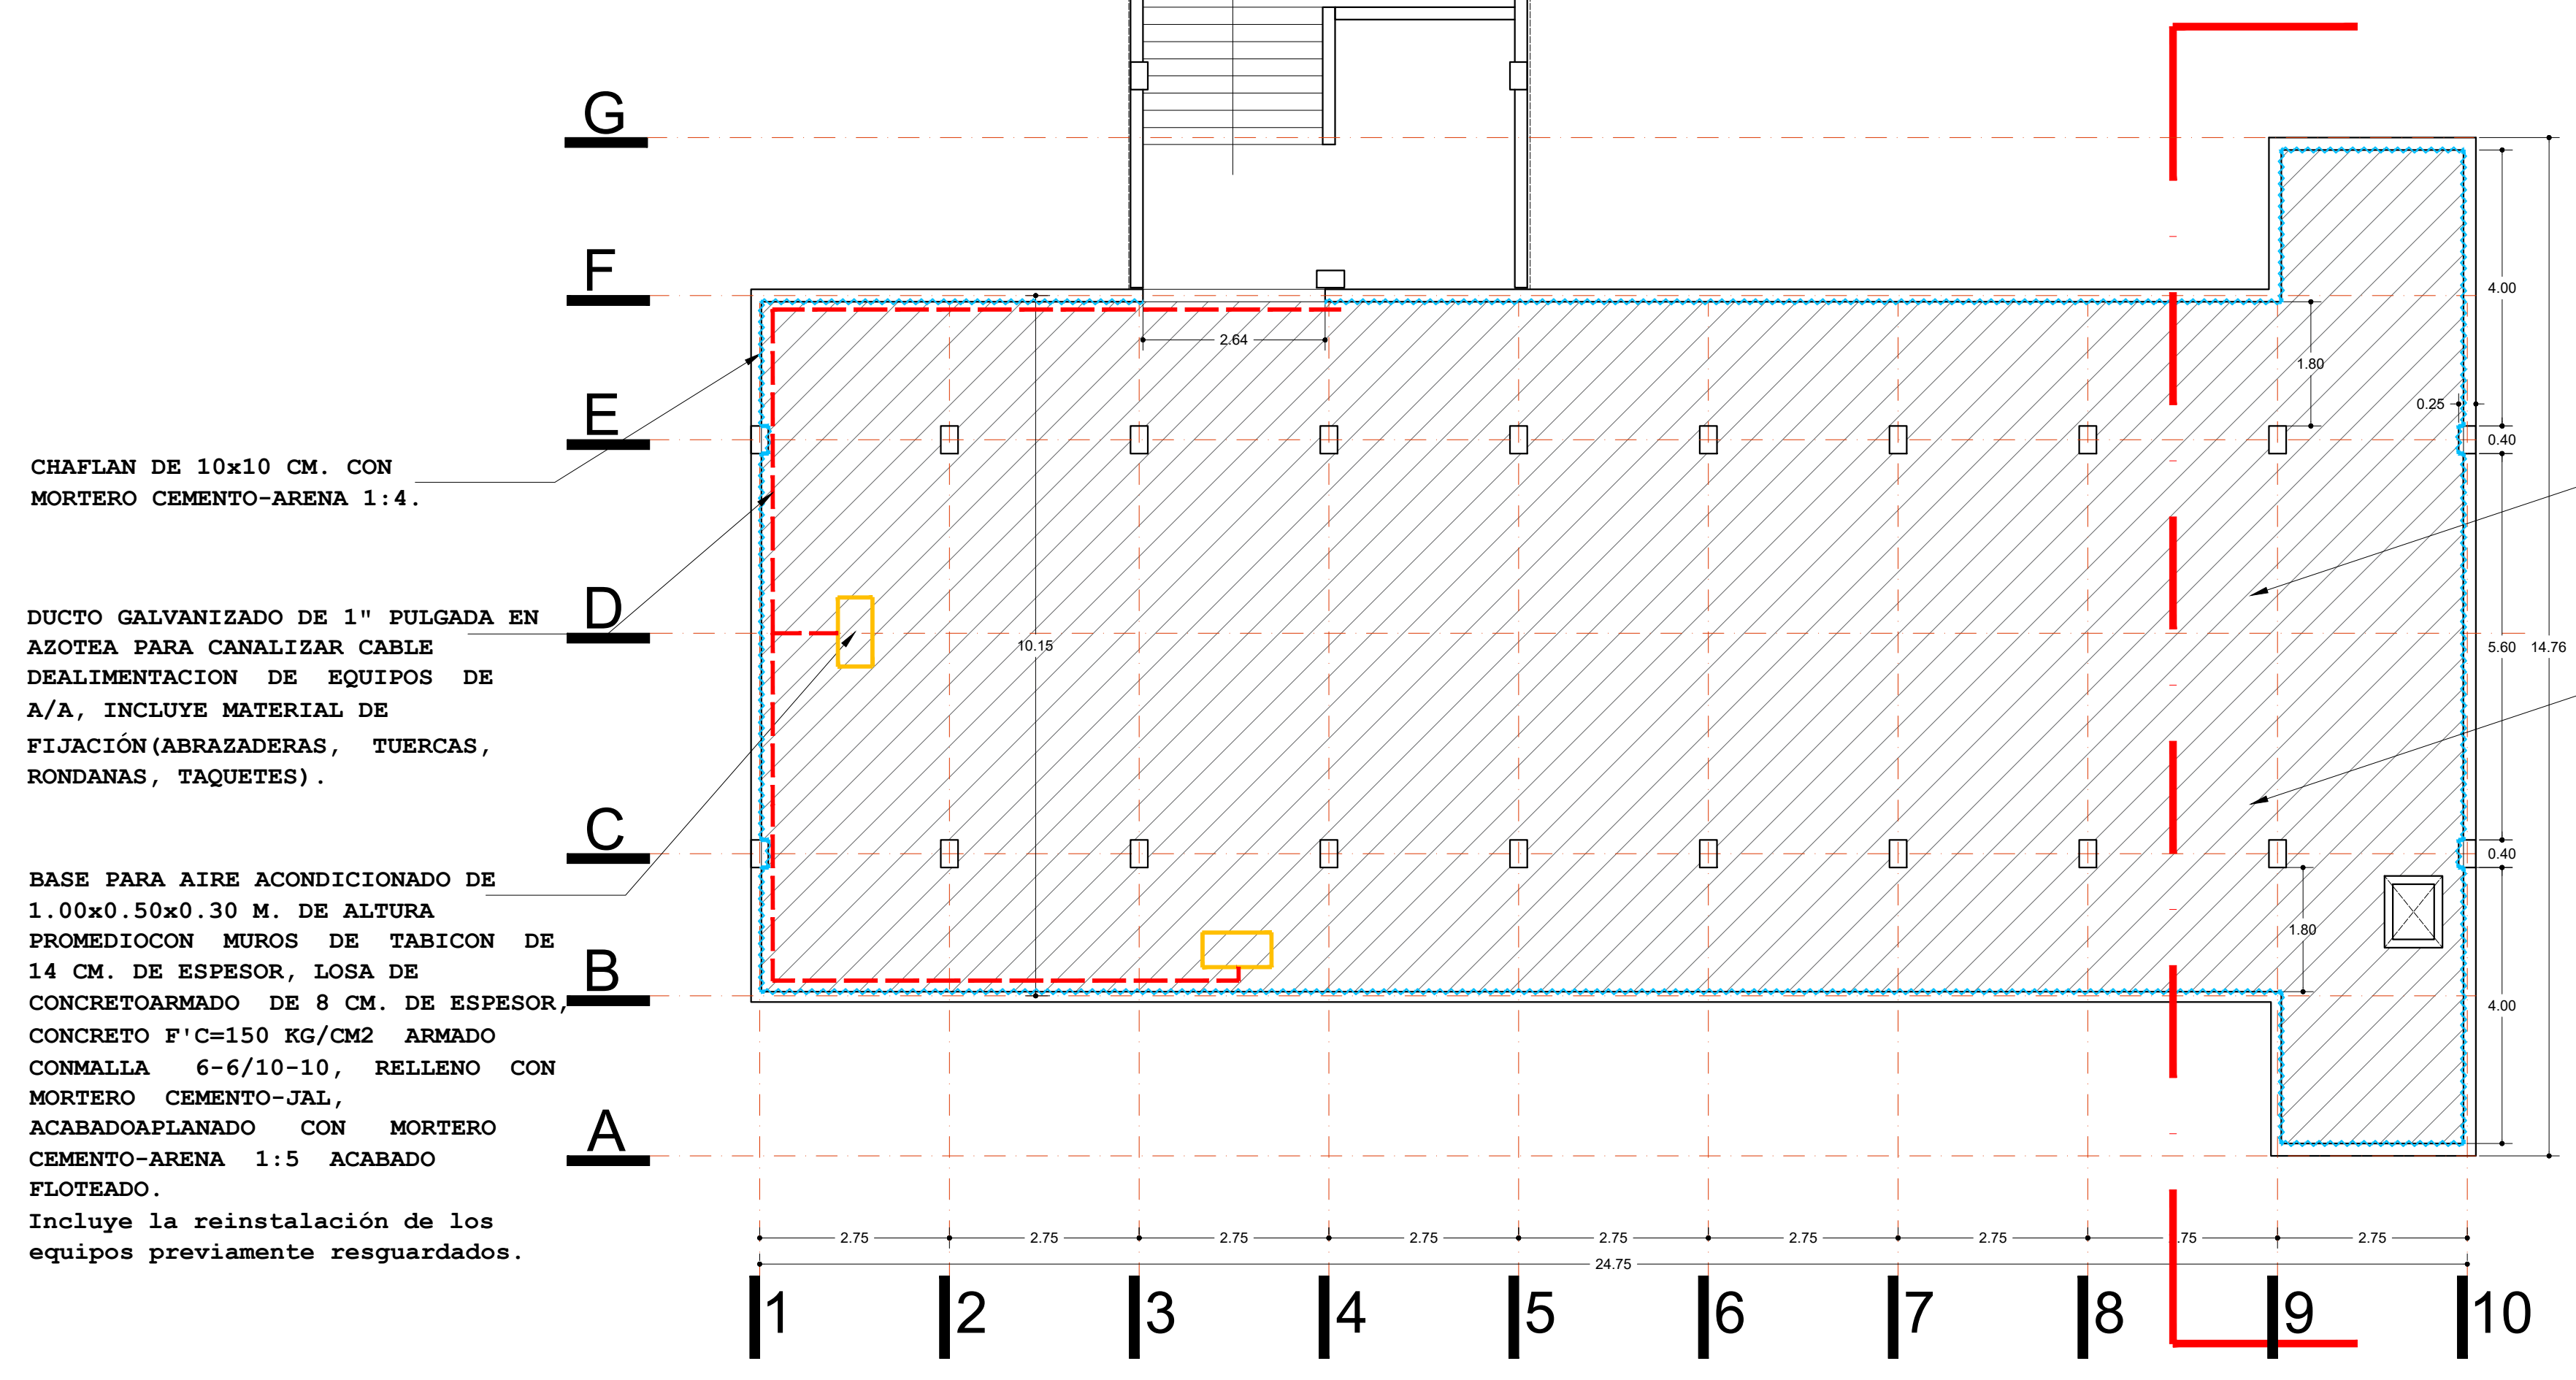 G
F
E
D
C
B
A
CHAFLAN DE 10x10 CM. CON
MORTERO CEMENTO-ARENA 1:4.
DUCTO GALVANIZADO DE 1" PULGADA EN
AZOTEA PARA CANALIZAR CABLE
DEALIMENTACION DE EQUIPOS DE
A/A, INCLUYE MATERIAL DE
FIJACIÓN(ABRAZADERAS, TUERCAS,
RONDANAS, TAQUETES).
BASE PARA AIRE ACONDICIONADO DE
1.00x0.50x0.30 M. DE ALTURA
PROMEDIOCON MUROS DE TABICON DE
14 CM. DE ESPESOR, LOSA DE
CONCRETOARMADO DE 8 CM. DE ESPESOR,
CONCRETO F'C=150 KG/CM2 ARMADO
CONMALLA 6-6/10-10, RELLENO CON
MORTERO CEMENTO-JAL,
ACABADOAPLANADO CON MORTERO
CEMENTO-ARENA 1:5 ACABADO
FLOTEADO.
Incluye la reinstalación de los
equipos previamente resguardados.
2.64
10.15
1.80
0.25
4.00
0.40
5.60
14.76
0.40
1.80
4.00
2.75 2.75 2.75 2.75 2.75 2.75 2.75 2.75 2.75
24.75
1 2 3 4 5 6 7 8 9 10